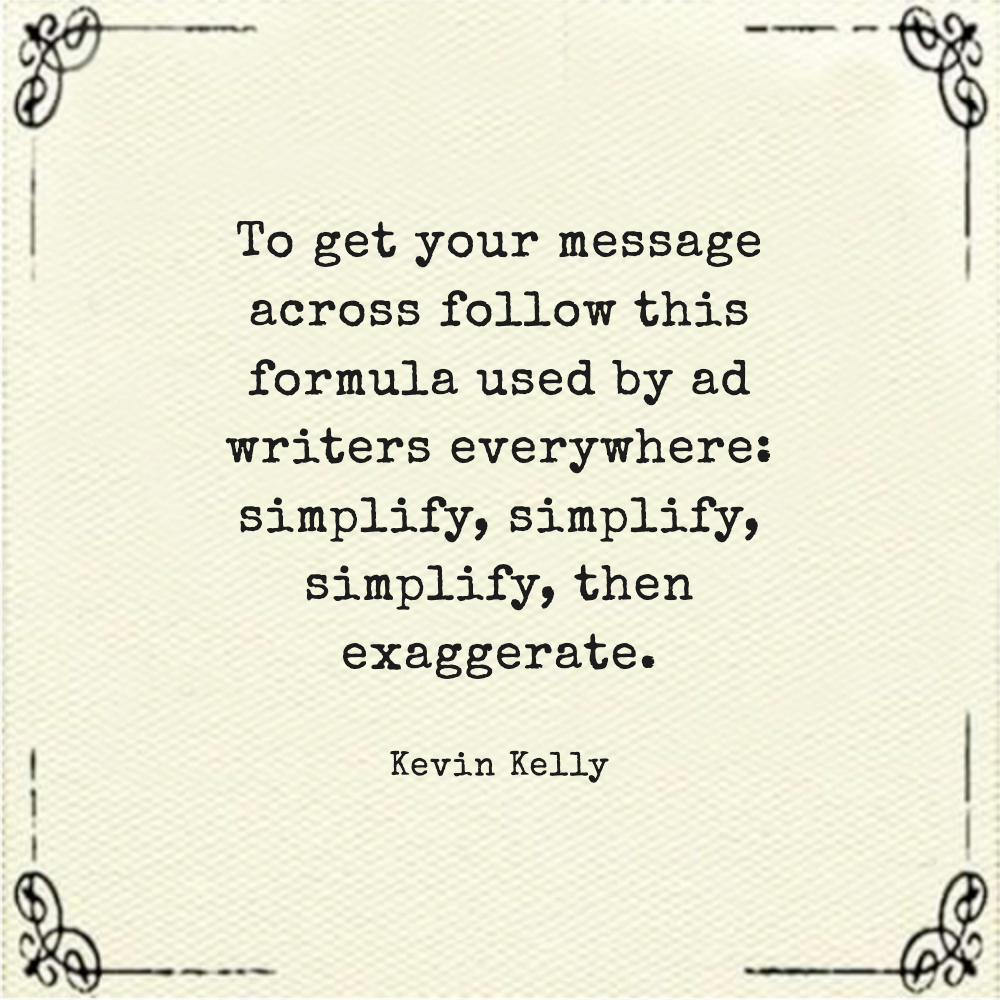 To get your message
across follow this
formula used by ad
writers everywhere:
simplify, simplify,
simplify, then
exaggerate.
Kevin Kelly